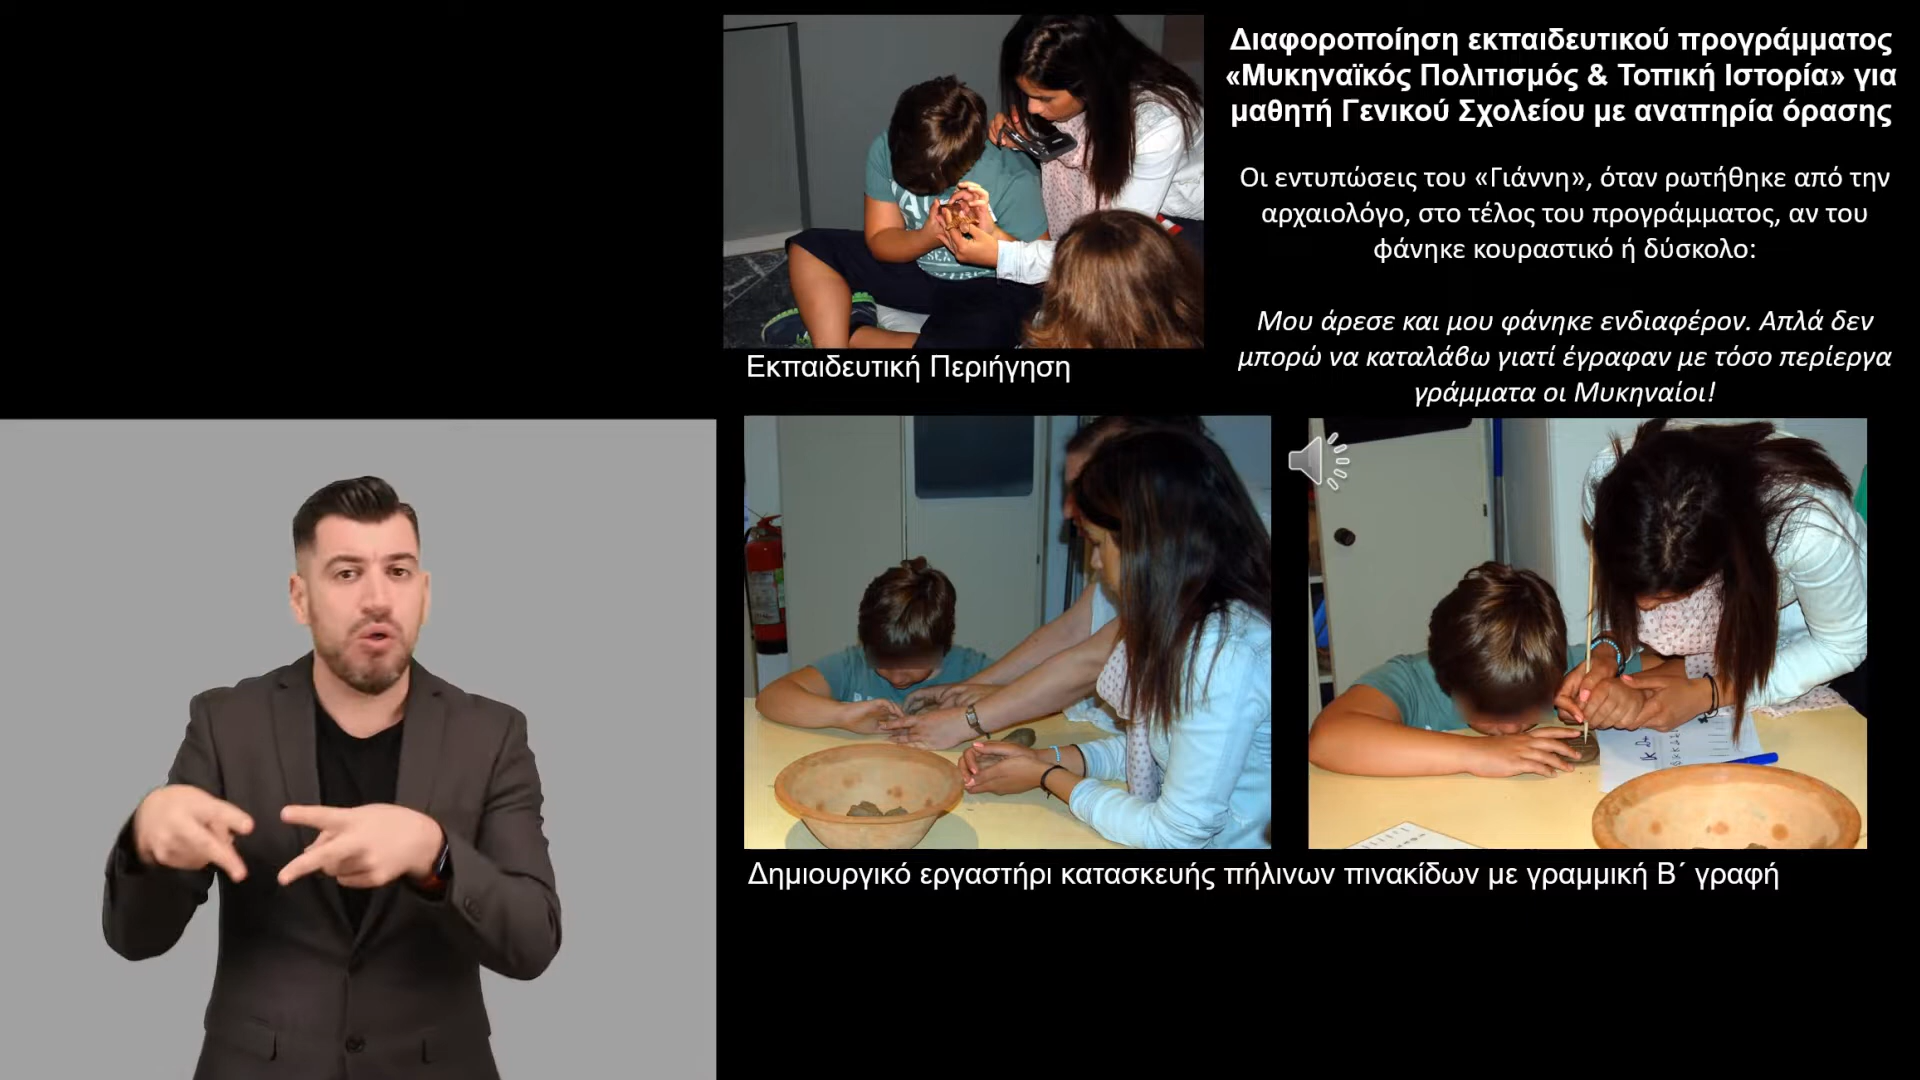 Διαφοροποίηση εκπαιδευτικού προγράμματος
«Μυκηναϊκός Πολιτισμός & Τοπική Ιστορία» για
μαθητή Γενικού Σχολείου με αναπηρία όρασης
Οι εντυπώσεις του «Γιάννη», όταν ρωτήθηκε από την
αρχαιολόγο, στο τέλος του προγράμματος, αν του
φάνηκε κουραστικό ή δύσκολο:
Μου άρεσε και μου φάνηκε ενδιαφέρον. Απλά δεν
μπορώ να καταλάβω γιατί έγραφαν με τόσο περίεργα
γράμματα οι Μυκηναίοι!
Εκπαιδευτική Περιήγηση
Δημιουργικό εργαστήρι κατασκευής πήλινων πινακίδων με γραμμική Β΄ γραφή